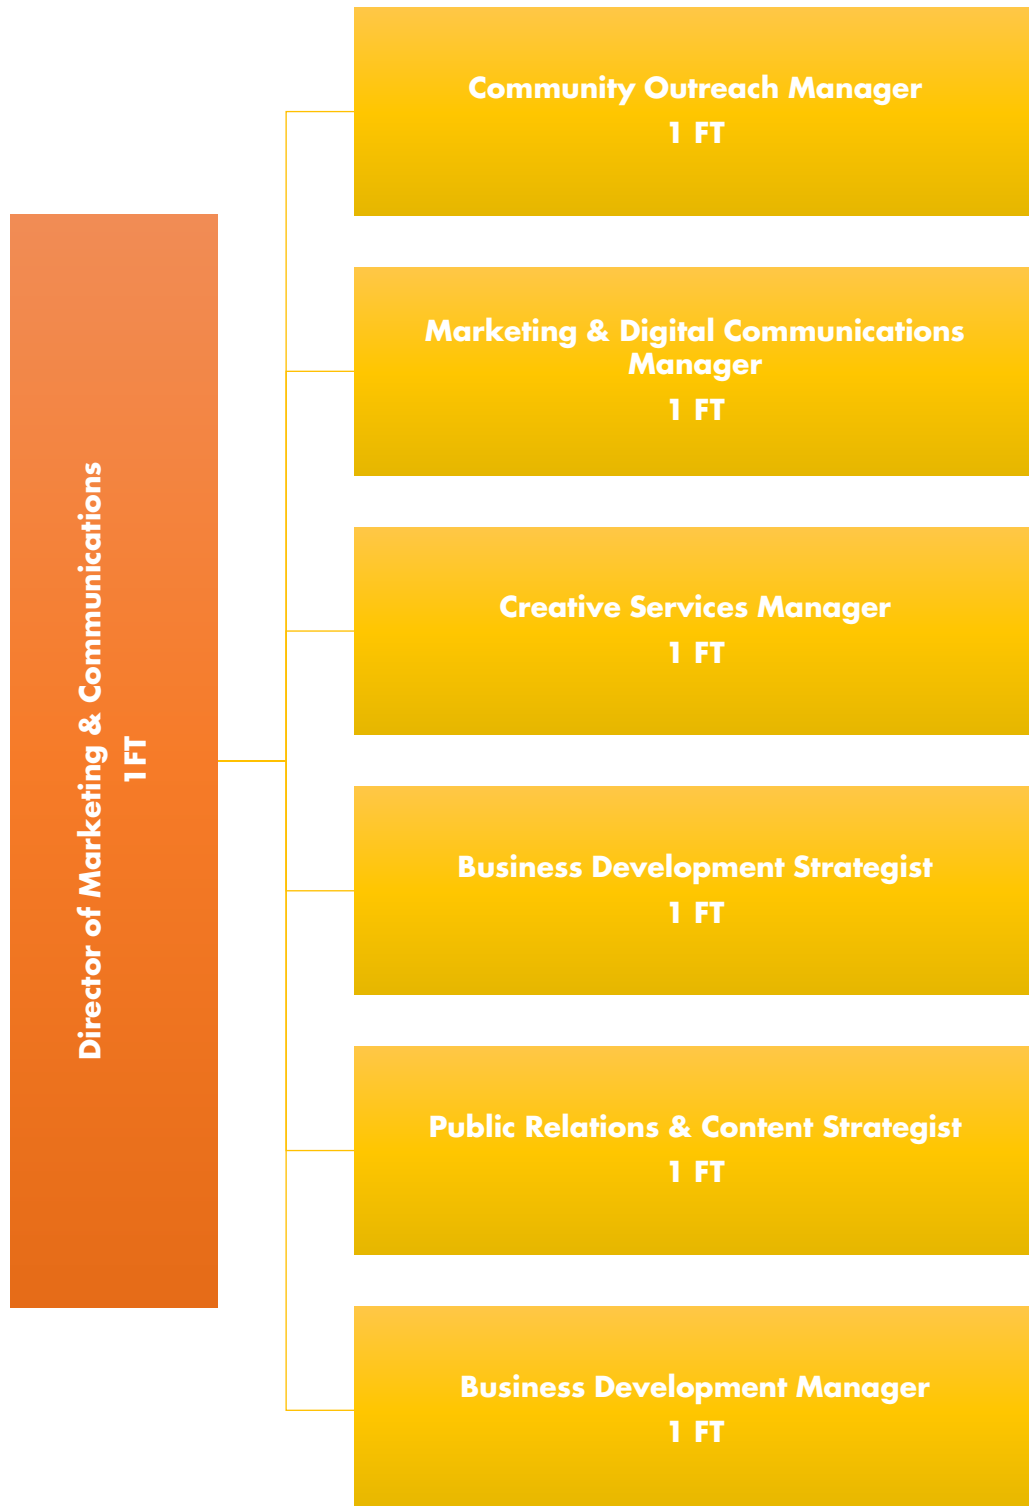 Director of Marketing & Communications
1FT
Community Outreach Manager
1 FT
Marketing & Digital Communications
Manager
1 FT
Creative Services Manager
1 FT
Business Development Strategist
1 FT
Public Relations & Content Strategist
1 FT
Business Development Manager
1 FT